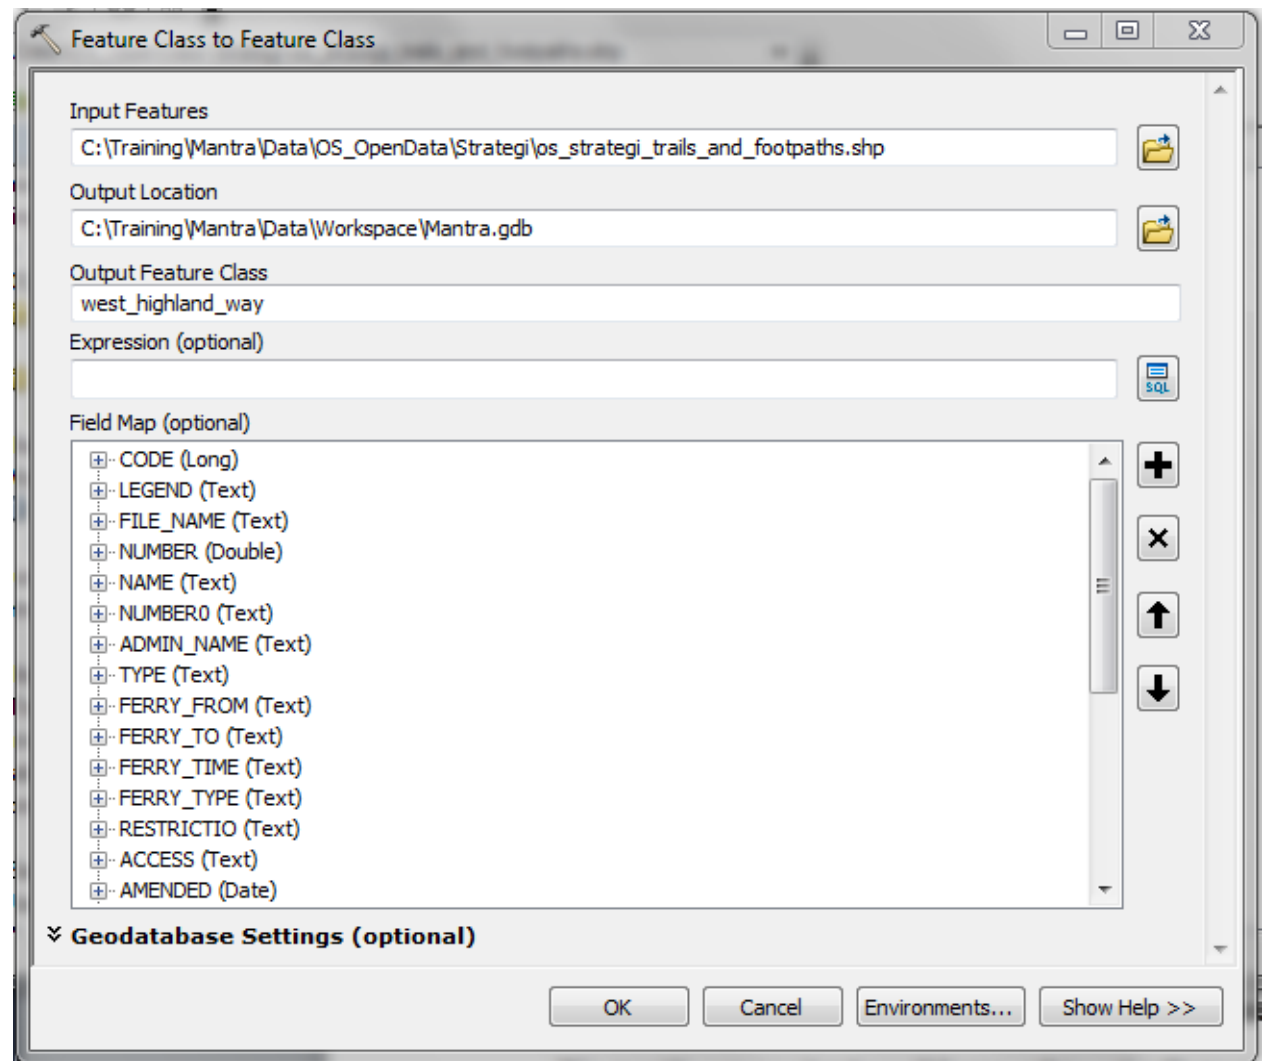 Feature Class to Feature Class
Input Features
C:\Training\Mantra\Data\OS_OpenData\Strategi\os_strategi_trails_and_footpaths.shp
Output Location
C:\Training\Mantra\Data\Workspace\Mantra.gdb
Output Feature Class
west_highland_way
Expression (optional)
SQL
Field Map (optional)
CODE (Long)
LEGEND (Text)
FILE_NAME (Text)
NUMBER (Double)
NAME (Text)
NUMBER0 (Text)
ADMIN_NAME (Text)
TYPE (Text)
FERRY_FROM (Text)
FERRY_TO (Text)
FERRY_TIME (Text)
FERRY_TYPE (Text)
RESTRICTIO (Text)
ACCESS (Text)
AMENDED (Date)
Geodatabase Settings (optional)
OK Cancel Environments... Show Help >>